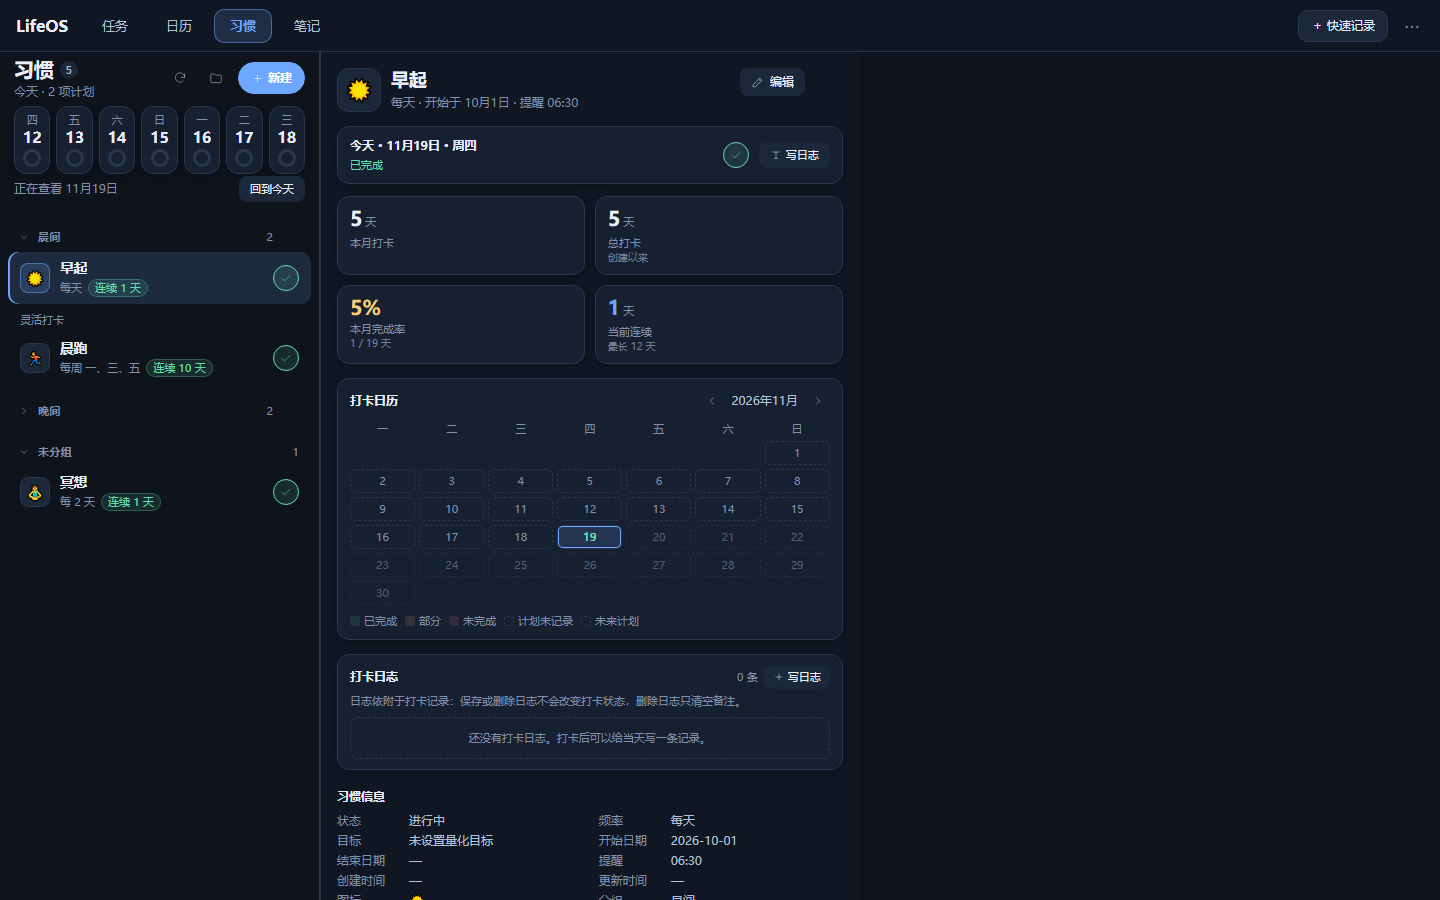 LifeOS 任务 日历 习惯 笔记 + 快速记录 ···
习惯 5
今天 · 2 项计划
+ 新建
四 五 六 日 一 二 三
12 13 14 15 16 17 18
正在查看 11月19日 回到今天
晨间 2
早起
每天 连续 1 天
灵活打卡
晨跑
每周 一、三、五 连续 10 天
晚间 2
未分组 1
冥想
每 2 天 连续 1 天
早起
每天 · 开始于 10月1日 · 提醒 06:30
编辑
今天 • 11月19日 • 周四
已完成
写日志
5 天
本月打卡
5 天
总打卡
创建以来
5%
本月完成率
1 / 19 天
1 天
当前连续
最长 12 天
打卡日历 2026年11月
一 二 三 四 五 六 日
1
2 3 4 5 6 7 8
9 10 11 12 13 14 15
16 17 18 19 20 21 22
23 24 25 26 27 28 29
30
已完成 部分 未完成 计划未记录 未来计划
打卡日志 0 条 + 写日志
日志依附于打卡记录：保存或删除日志不会改变打卡状态，删除日志只清空备注。
还没有打卡日志。打卡后可以给当天写一条记录。
习惯信息
状态 进行中 频率 每天
目标 未设置量化目标 开始日期 2026-10-01
结束日期 — 提醒 06:30
创建时间 — 更新时间 —
图标 分组 晨间